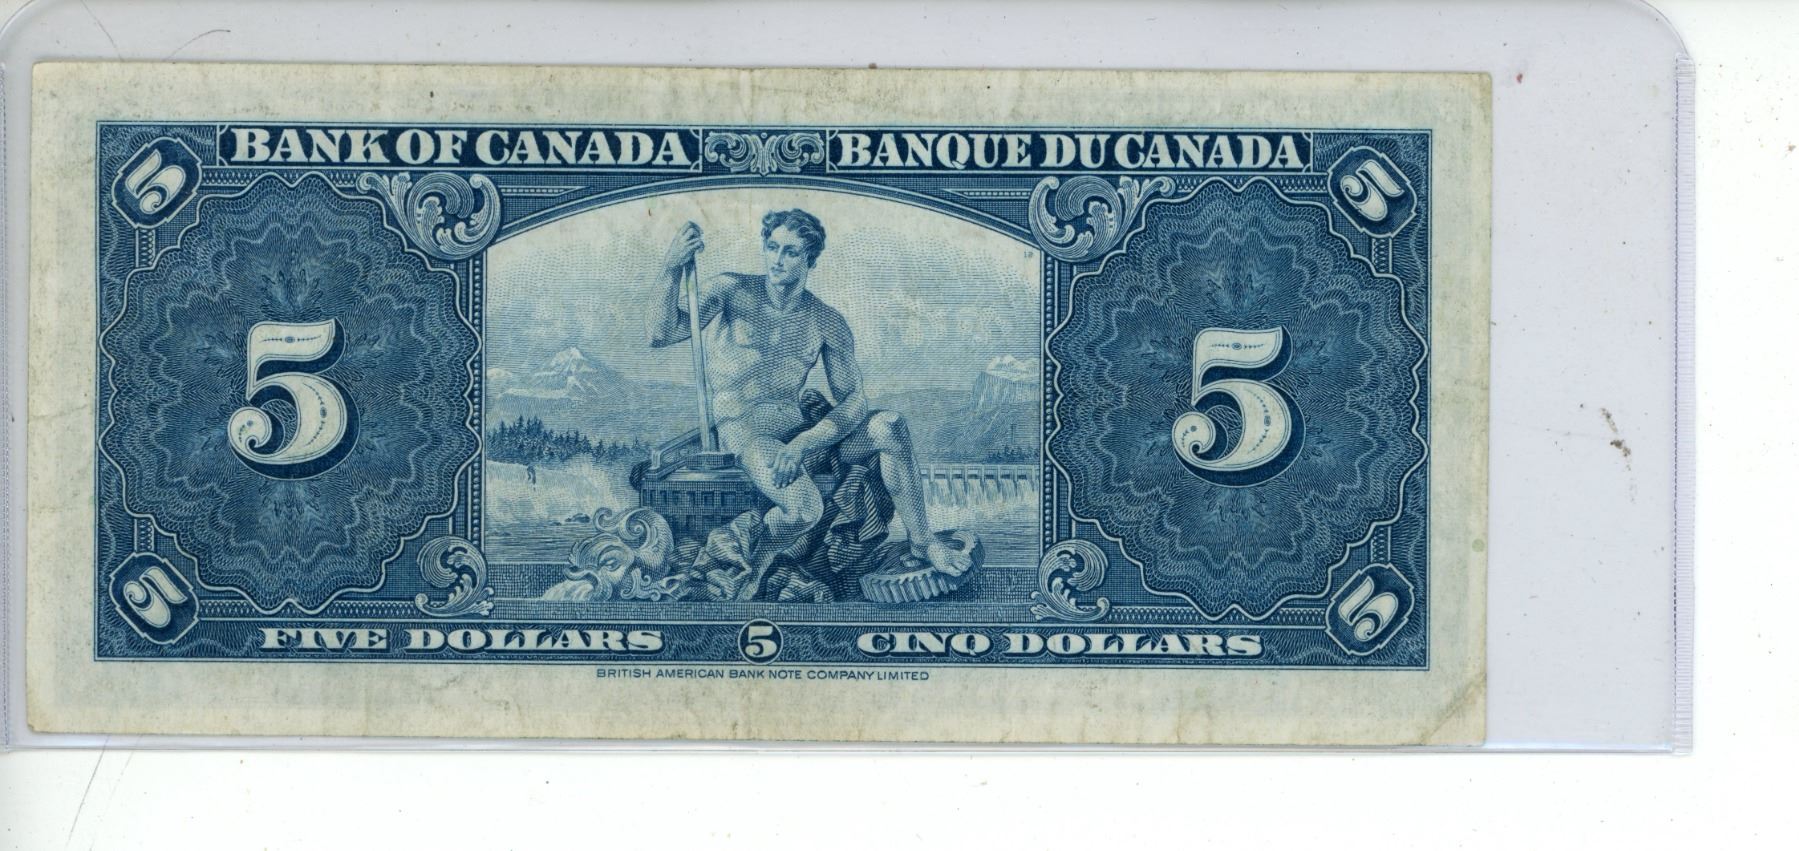 BANK OF CANADA BANQUE DU CANADA
5 5
5 5
5 5
FIVE DOLLARS 5 CINQ DOLLARS
BRITISH AMERICAN BANK NOTE COMPANY LIMITED